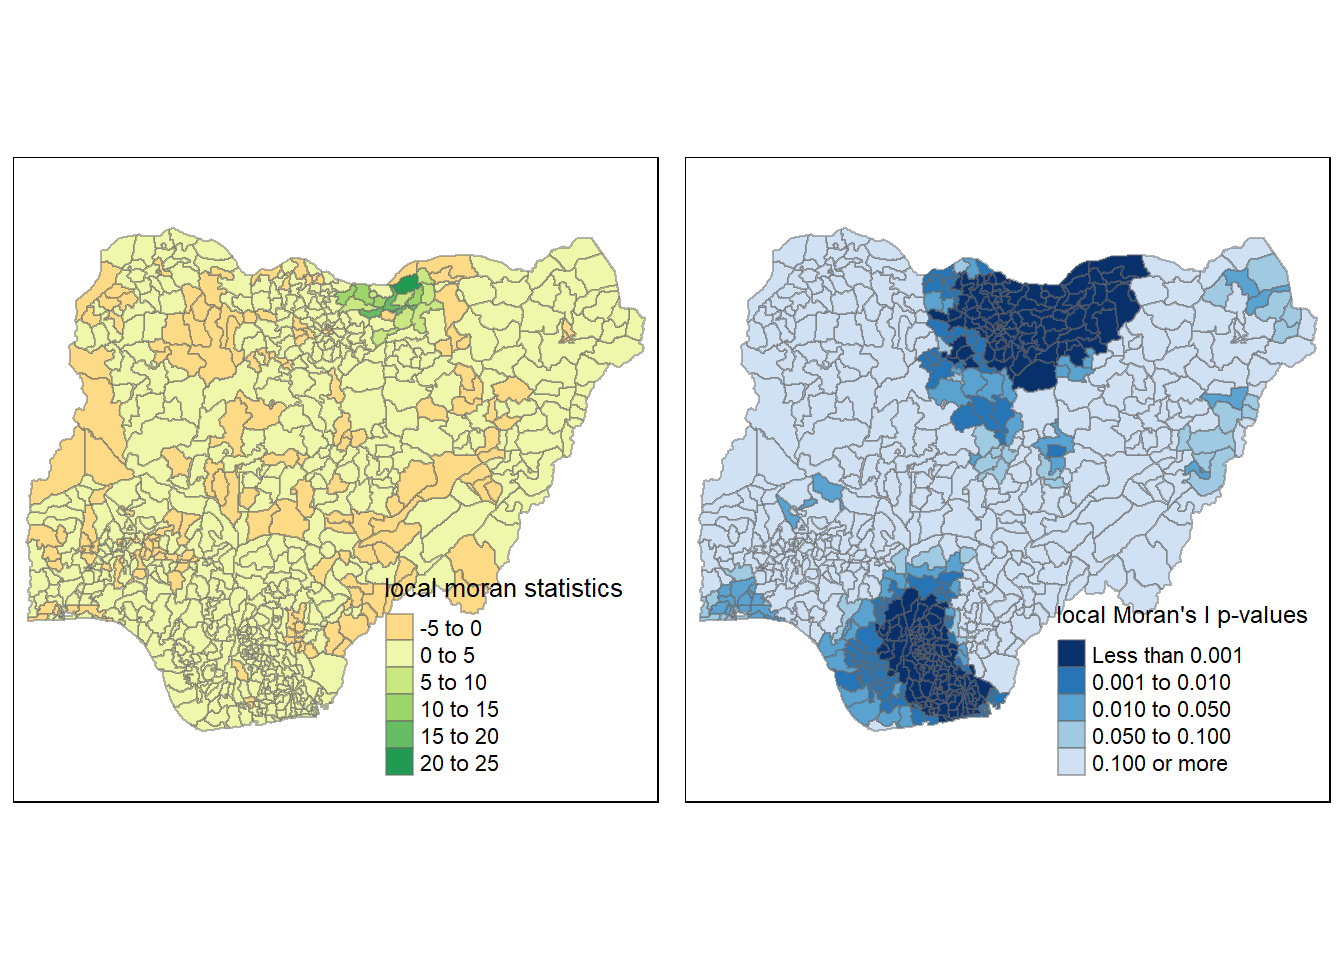 local moran statistics
-5 to 0
0 to 5
5 to 10
10 to 15
15 to 20
20 to 25
local Moran's I p-values
Less than 0.001
0.001 to 0.010
0.010 to 0.050
0.050 to 0.100
0.100 or more